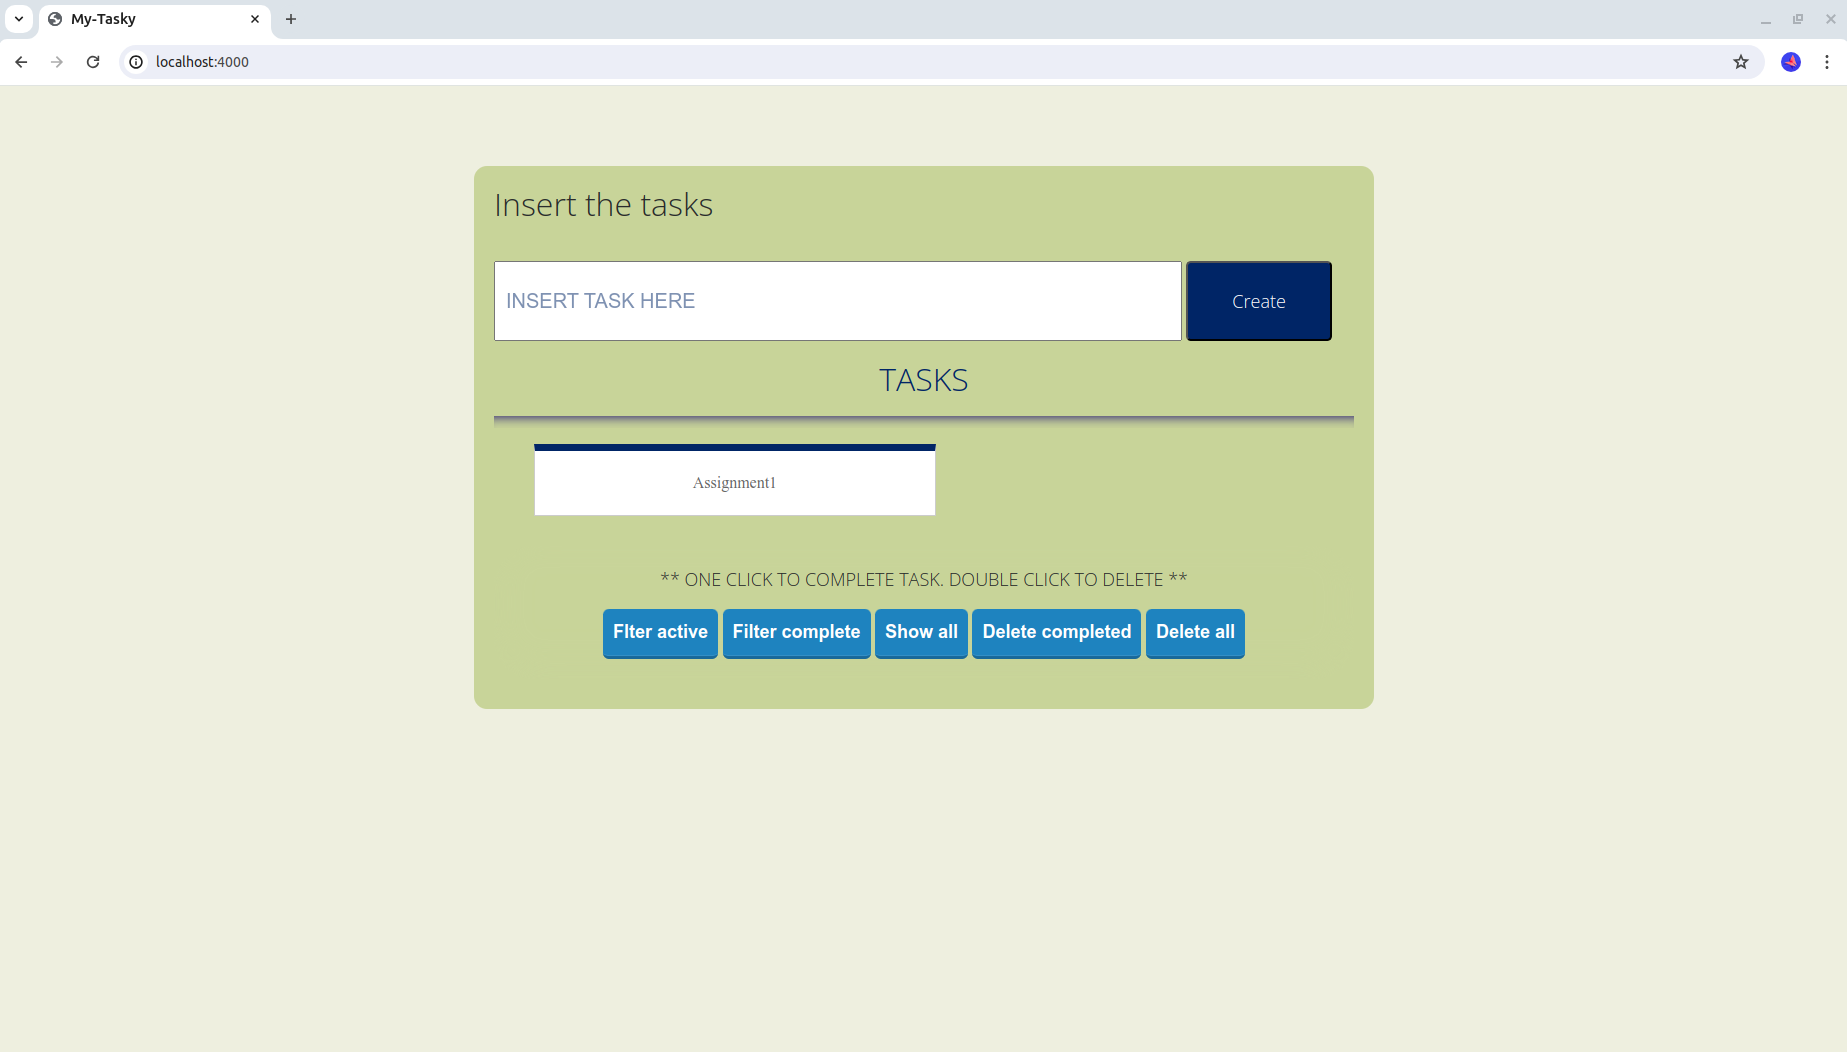 My-Tasky
localhost:4000
Insert the tasks
INSERT TASK HERE
Create
TASKS
Assignment1
** ONE CLICK TO COMPLETE TASK. DOUBLE CLICK TO DELETE **
Flter active Filter complete Show all Delete completed Delete all